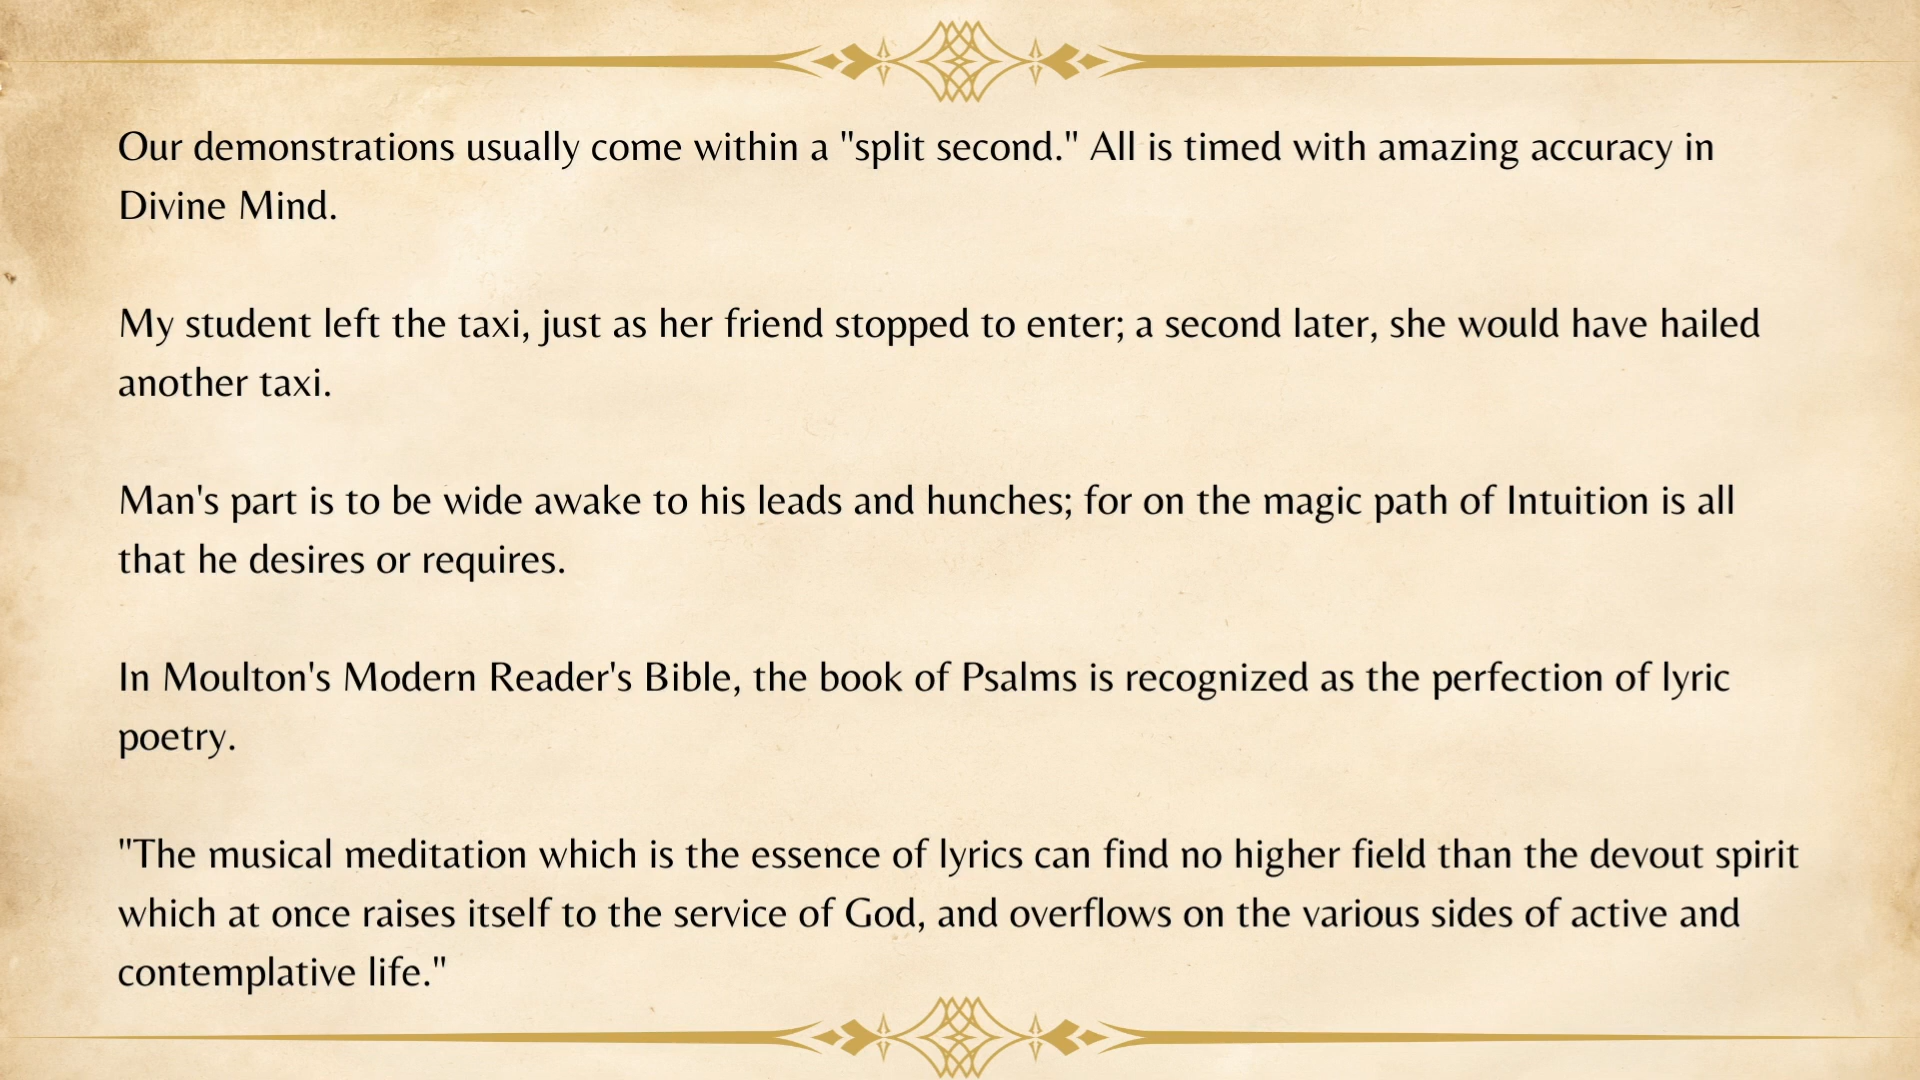 Our demonstrations usually come within a "split second." All is timed with amazing accuracy in
Divine Mind.
My student left the taxi, just as her friend stopped to enter; a second later, she would have hailed
another taxi.
Man's part is to be wide awake to his leads and hunches; for on the magic path of Intuition is all
that he desires or requires.
In Moulton's Modern Reader's Bible, the book of Psalms is recognized as the perfection of lyric
poetry.
"The musical meditation which is the essence of lyrics can find no higher field than the devout spirit
which at once raises itself to the service of God, and overflows on the various sides of active and
contemplative life."